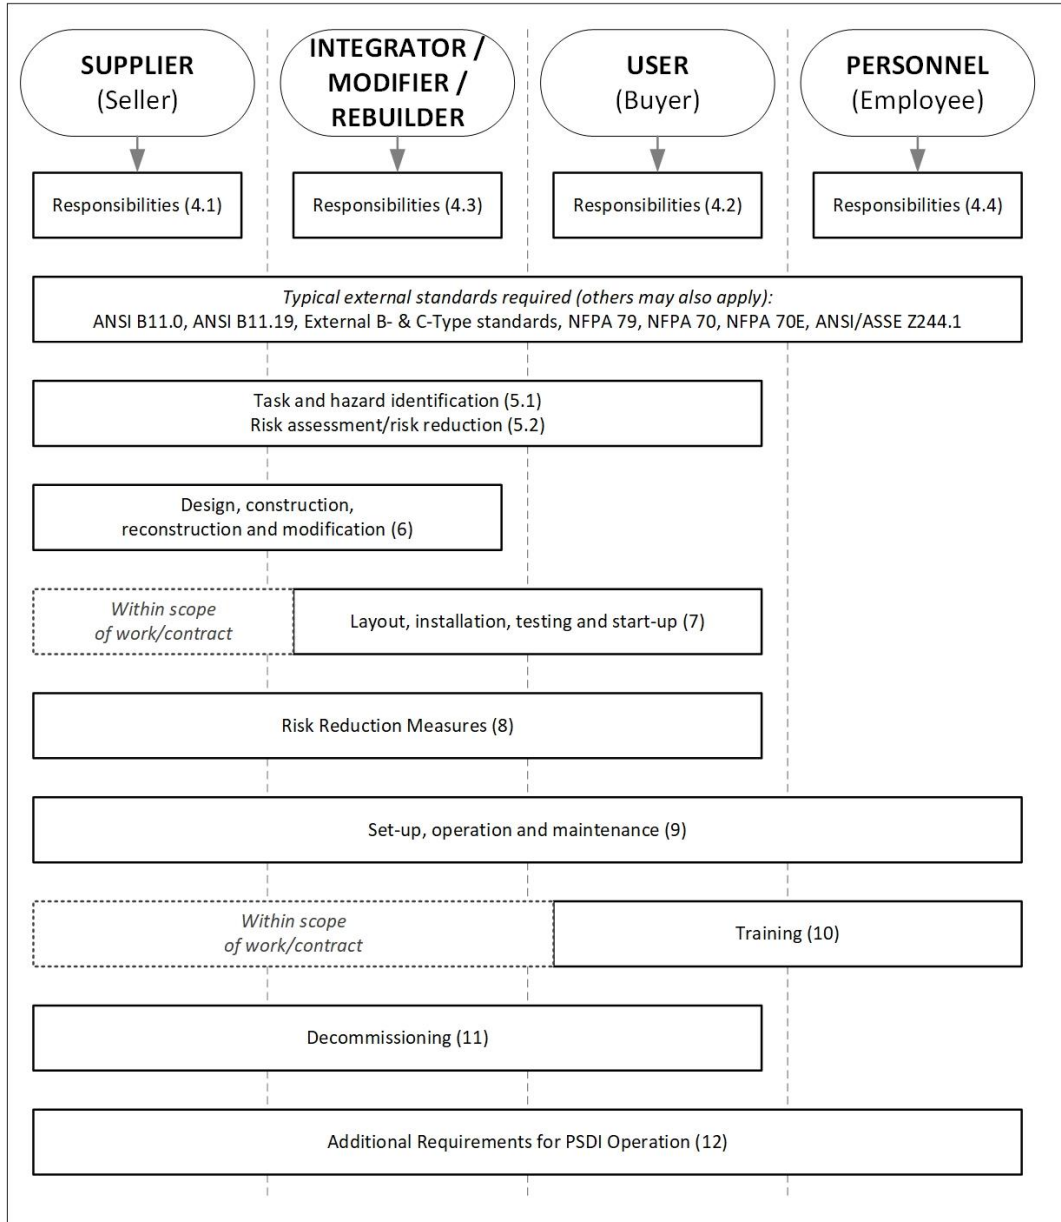 SUPPLIER
(Seller)
INTEGRATOR /
MODIFIER /
REBUILDER
USER
(Buyer)
PERSONNEL
(Employee)
Responsibilities (4.1)
Responsibilities (4.3)
Responsibilities (4.2)
Responsibilities (4.4)
Typical external standards required (others may also apply):
ANSI B11.0, ANSI B11.19, External B- & C-Type standards, NFPA 79, NFPA 70, NFPA 70E, ANSI/ASSE Z244.1
Task and hazard identification (5.1)
Risk assessment/risk reduction (5.2)
Design, construction,
reconstruction and modification (6)
Within scope
of work/contract
Layout, installation, testing and start-up (7)
Risk Reduction Measures (8)
Set-up, operation and maintenance (9)
Within scope
of work/contract
Training (10)
Decommissioning (11)
Additional Requirements for PSDI Operation (12)